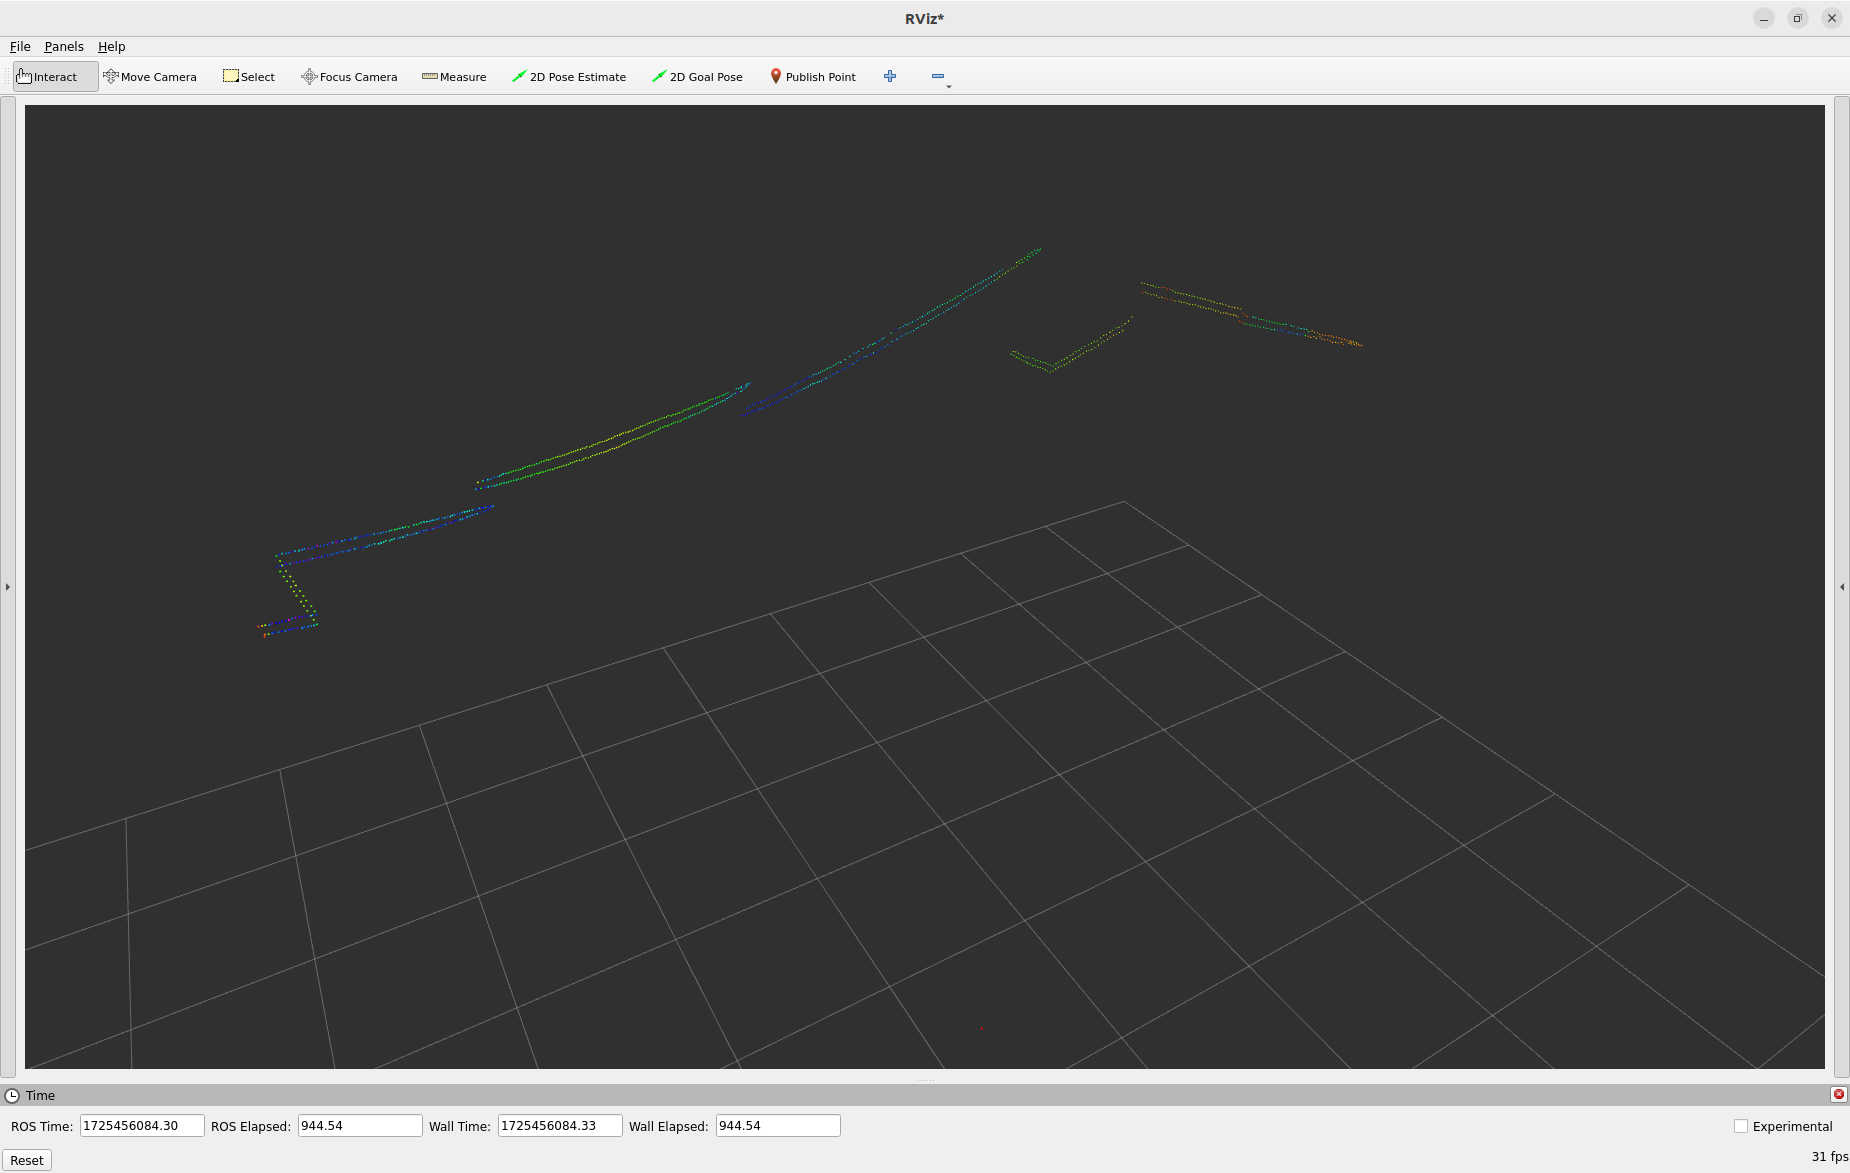 RViz*
File Panels Help
Interact Move Camera Select Focus Camera Measure 2D Pose Estimate 2D Goal Pose Publish Point
Time
ROS Time: 1725456084.30 ROS Elapsed: 944.54 Wall Time: 1725456084.33 Wall Elapsed: 944.54 Experimental
Reset 31 fps